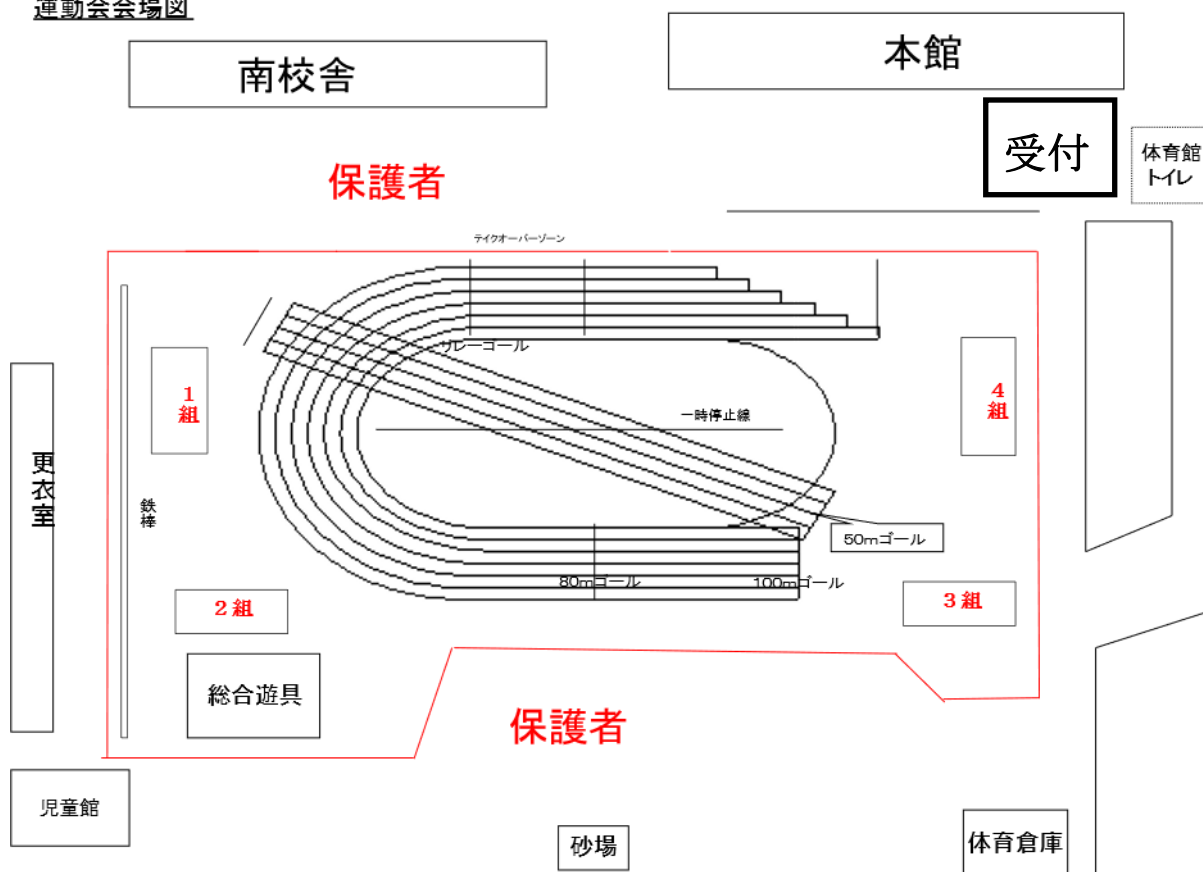 運動会会場図
南校舎
本館
受付
体育館
トイレ
保護者
テイクオーバーゾーン
リレーゴール
1
組
4
組
一時停止線
更衣室
鉄棒
50mゴール
80mゴール
100mゴール
2組
3組
総合遊具
保護者
児童館
砂場
体育倉庫